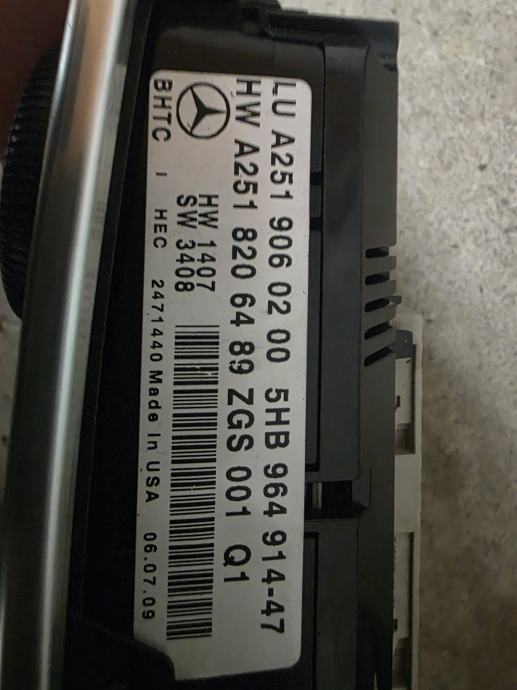 LU A251 906 02 00 5HB 964 914-47
HW A251 820 64 89 ZGS 001 Q1
HW 1407
SW 3408
BHTC I HEC 2471440 Made In USA 06.07.09